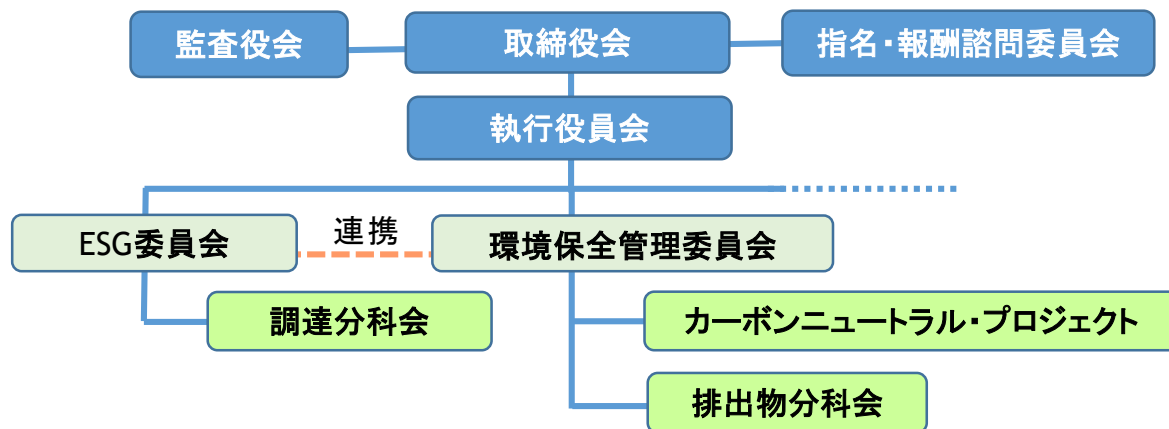 監査役会
取締役会
指名・報酬諮問委員会
執行役員会
ESG委員会
連携
環境保全管理委員会
調達分科会
カーボンニュートラル・プロジェクト
排出物分科会